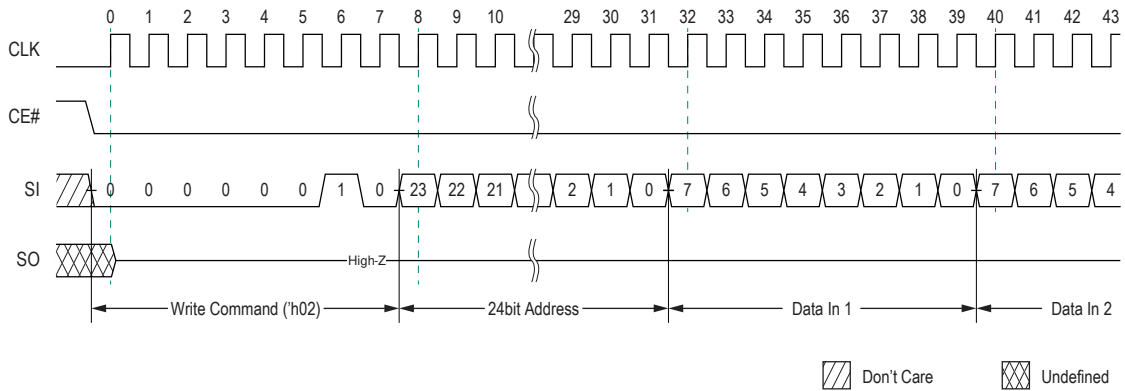 0 1 2 3 4 5 6 7 8 9 10 29 30 31 32 33 34 35 36 37 38 39 40 41 42 43
CLK
CE#
SI 0 0 0 0 0 0 1 0 23 22 21 2 1 0 7 6 5 4 3 2 1 0 7 6 5 4
SO High-Z
Write Command ('h02) 24bit Address Data In 1 Data In 2
Don't Care Undefined